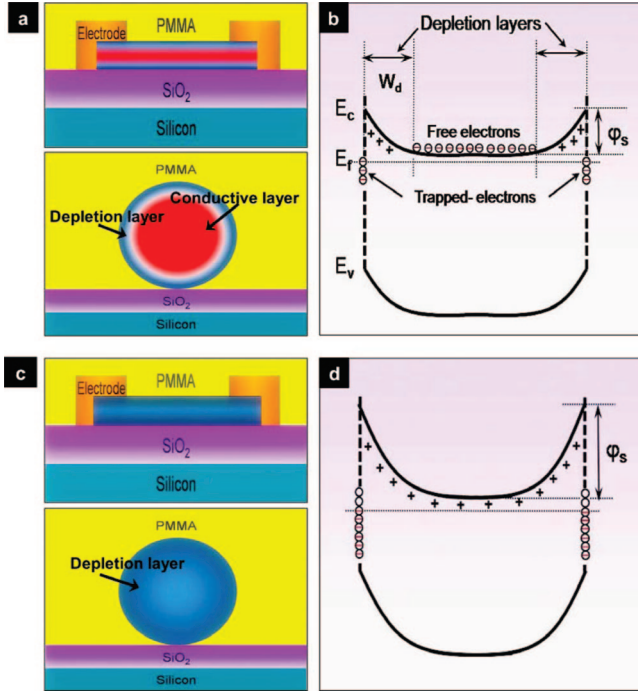 a
Electrode
PMMA
SiO2
Silicon
PMMA
Depletion layer
Conductive layer
SiO2
Silicon
b
Depletion layers
Wd
Ec
Free electrons
φs
Ef
Trapped- electrons
Ev
c
Electrode
PMMA
SiO2
Silicon
PMMA
Depletion layer
SiO2
Silicon
d
φs